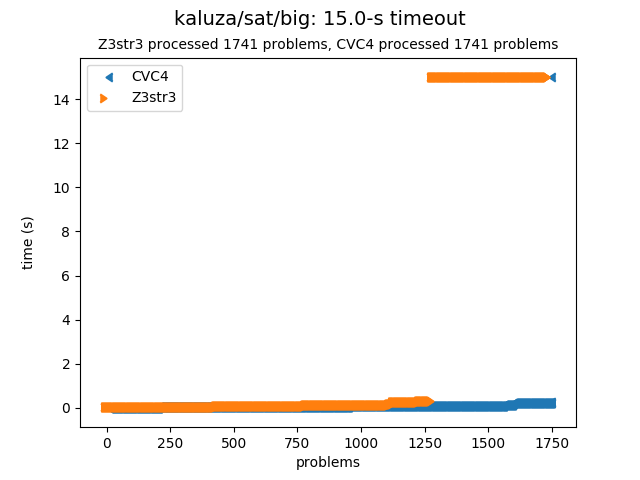 kaluza/sat/big: 15.0-s timeout
Z3str3 processed 1741 problems, CVC4 processed 1741 problems
CVC4
Z3str3
14
12
10
8
6
4
2
0
time (s)
0 250 500 750 1000 1250 1500 1750
problems